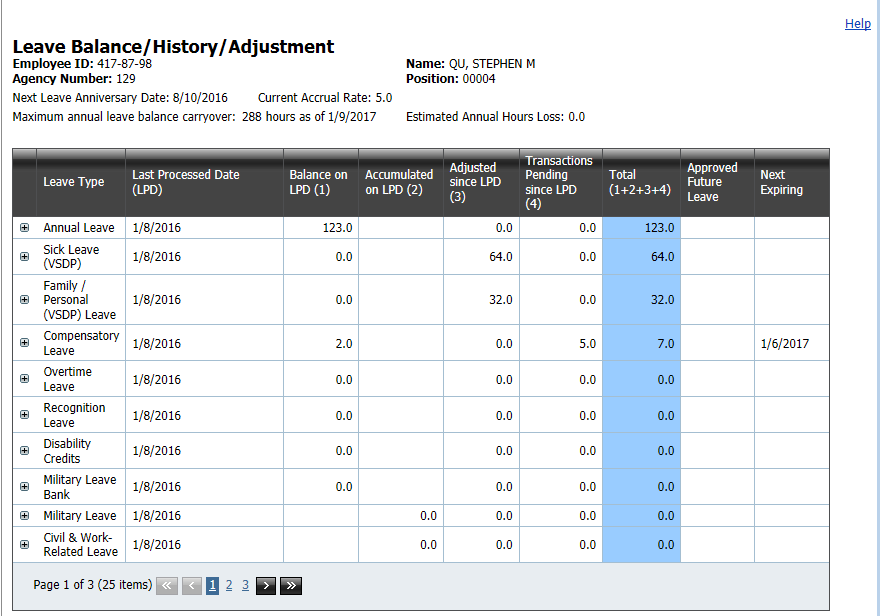 Help
Leave Balance/History/Adjustment
Employee ID: 417-87-98 Name: QU, STEPHEN M
Agency Number: 129 Position: 00004
Next Leave Anniversary Date: 8/10/2016 Current Accrual Rate: 5.0
Maximum annual leave balance carryover: 288 hours as of 1/9/2017 Estimated Annual Hours Loss: 0.0
Leave Type
Last Processed Date
(LPD)
Balance on
LPD (1)
Accumulated
on LPD (2)
Adjusted
since LPD
(3)
Transactions
Pending
since LPD
(4)
Total
(1+2+3+4)
Approved
Future
Leave
Next
Expiring
Annual Leave 1/8/2016 123.0 0.0 0.0 123.0
Sick Leave
(VSDP)
1/8/2016 0.0 64.0 0.0 64.0
Family /
Personal
(VSDP) Leave
1/8/2016 0.0 32.0 0.0 32.0
Compensatory
Leave
1/8/2016 2.0 0.0 5.0 7.0 1/6/2017
Overtime
Leave
1/8/2016 0.0 0.0 0.0 0.0
Recognition
Leave
1/8/2016 0.0 0.0 0.0 0.0
Disability
Credits
1/8/2016 0.0 0.0 0.0 0.0
Military Leave
Bank
1/8/2016 0.0 0.0 0.0 0.0
Military Leave 1/8/2016 0.0 0.0 0.0 0.0
Civil & Work-
Related Leave
1/8/2016 0.0 0.0 0.0 0.0
Page 1 of 3 (25 items) « < 1 2 3 > »